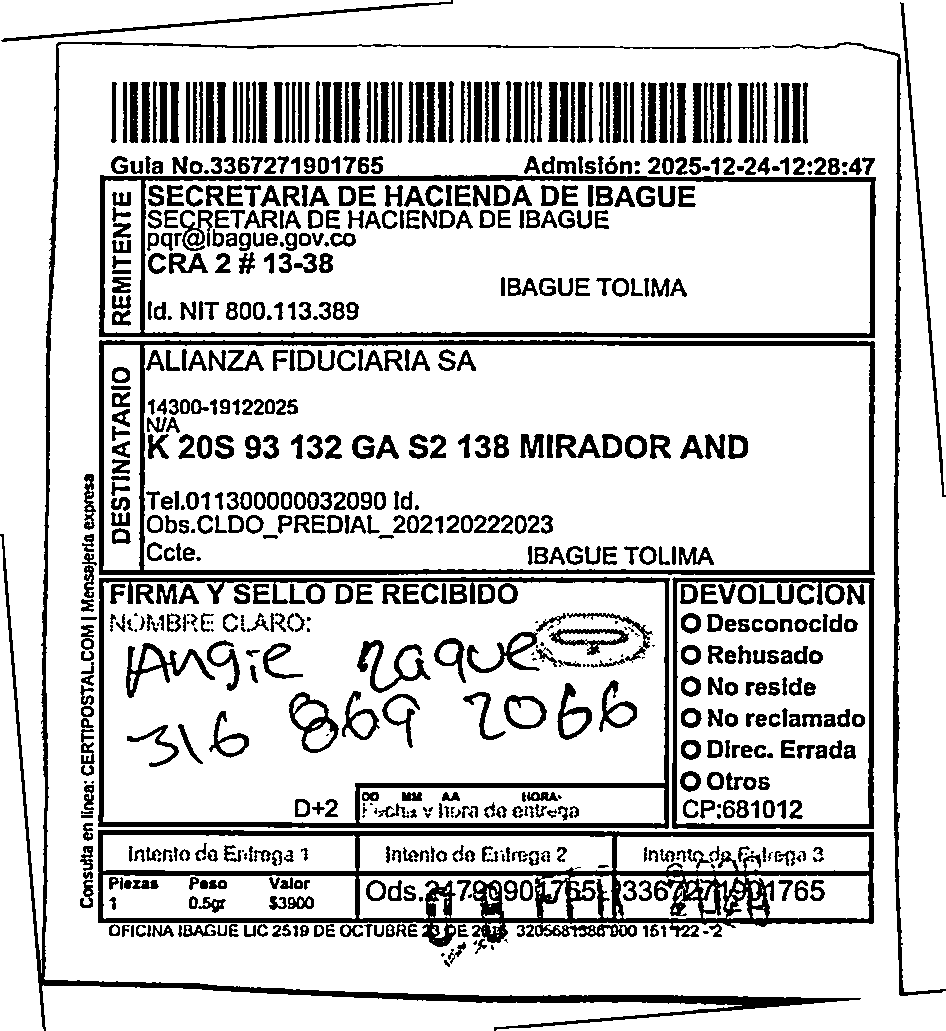 Guia No.3367271901765 Admisión: 2025-12-24-12:28:47
REMITENTE
SECRETARIA DE HACIENDA DE IBAGUE
SECRETARIA DE HACIENDA DE IBAGUE
pqr@ibague.gov.co
CRA 2 # 13-38
IBAGUE TOLIMA
Id. NIT 800.113.389
DESTINATARIO
ALIANZA FIDUCIARIA SA
14300-19122025
N/A
K 20S 93 132 GA S2 138 MIRADOR AND
Tel.011300000032090 Id.
Obs.CLDO_PREDIAL_202120222023
Ccte. IBAGUE TOLIMA
Consulta en línea: CERTIPOSTAL.COM | Mensajería expresa
FIRMA Y SELLO DE RECIBIDO
NOMBRE CLARO:
Angie
316 869 2066
D+2
DD MM AA HORA
Fecha y hora de entrega
DEVOLUCION
Desconocido
Rehusado
No reside
No reclamado
Direc. Errada
Otros
CP:681012
Intento de Entrega 1 Intento de Entrega 2 Intento de Entrega 3
Piezas Peso Valor
1 0.5gr $3900
Ods. 3367271901765
OFICINA IBAGUE LIC 2519 DE OCTUBRE DE